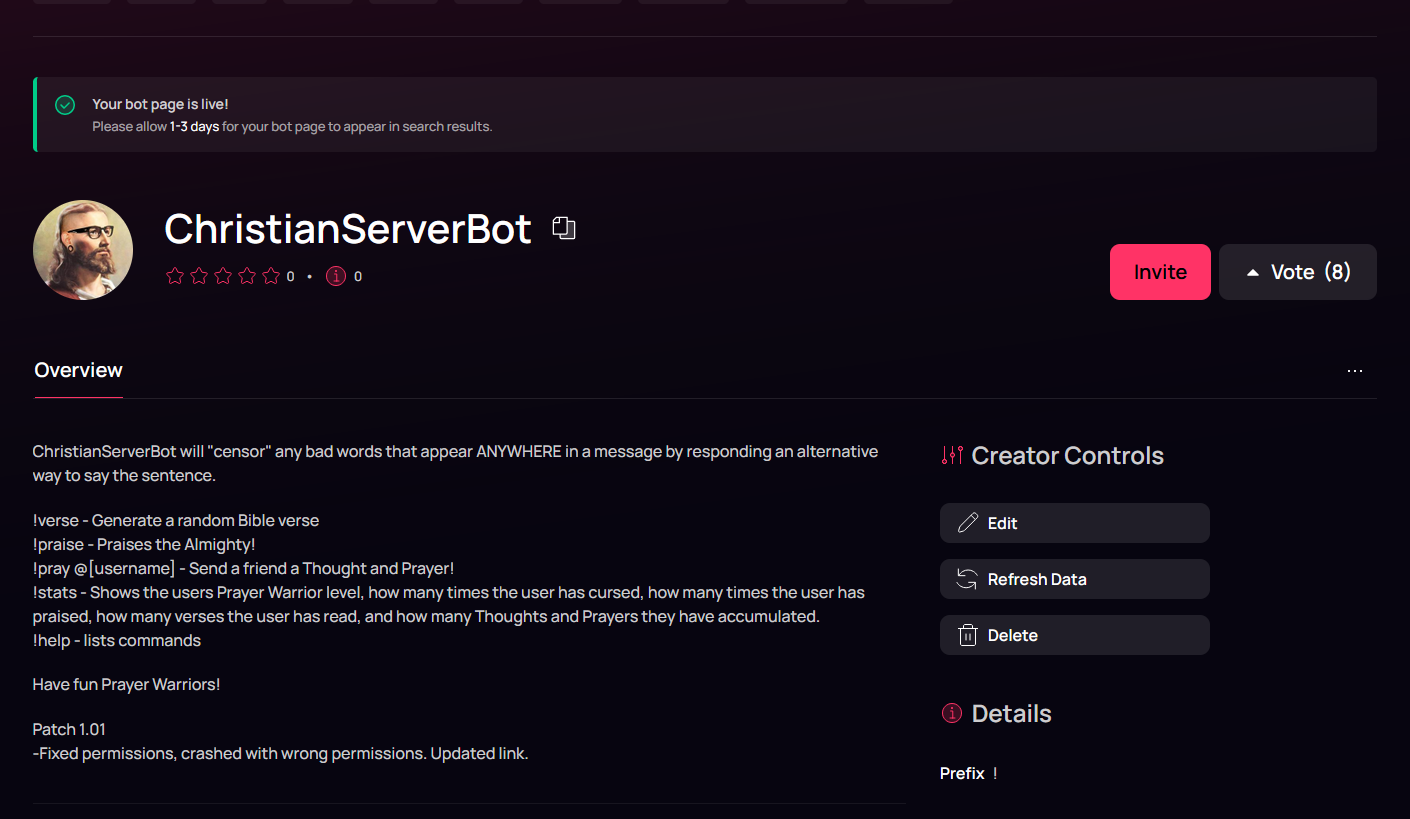 Your bot page is live!
Please allow 1-3 days for your bot page to appear in search results.
ChristianServerBot
0 • 0
Invite
Vote (8)
Overview
ChristianServerBot will "censor" any bad words that appear ANYWHERE in a message by responding an alternative
way to say the sentence.
!verse - Generate a random Bible verse
!praise - Praises the Almighty!
!pray @[username] - Send a friend a Thought and Prayer!
!stats - Shows the users Prayer Warrior level, how many times the user has cursed, how many times the user has
praised, how many verses the user has read, and how many Thoughts and Prayers they have accumulated.
!help - lists commands
Have fun Prayer Warriors!
Patch 1.01
-Fixed permissions, crashed with wrong permissions. Updated link.
Creator Controls
Edit
Refresh Data
Delete
Details
Prefix !